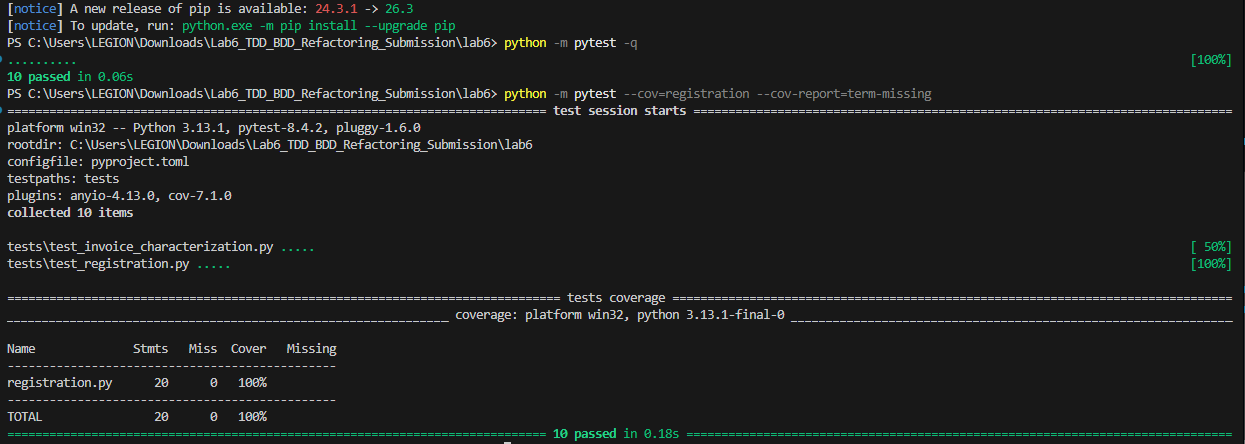 [notice] A new release of pip is available: 24.3.1 -> 26.3
[notice] To update, run: python.exe -m pip install --upgrade pip
PS C:\Users\LEGION\Downloads\Lab6_TDD_BDD_Refactoring_Submission\lab6> python -m pytest -q
.......... [100%]
10 passed in 0.06s
PS C:\Users\LEGION\Downloads\Lab6_TDD_BDD_Refactoring_Submission\lab6> python -m pytest --cov=registration --cov-report=term-missing
============================= test session starts =============================
platform win32 -- Python 3.13.1, pytest-8.4.2, pluggy-1.6.0
rootdir: C:\Users\LEGION\Downloads\Lab6_TDD_BDD_Refactoring_Submission\lab6
configfile: pyproject.toml
testpaths: tests
plugins: anyio-4.13.0, cov-7.1.0
collected 10 items
tests\test_invoice_characterization.py ..... [ 50%]
tests\test_registration.py ..... [100%]
=============================== tests coverage ================================
_______________ coverage: platform win32, python 3.13.1-final-0 _______________
Name              Stmts   Miss  Cover   Missing
-----------------------------------------------
registration.py      20      0   100%
-----------------------------------------------
TOTAL                20      0   100%
============================= 10 passed in 0.18s ==============================